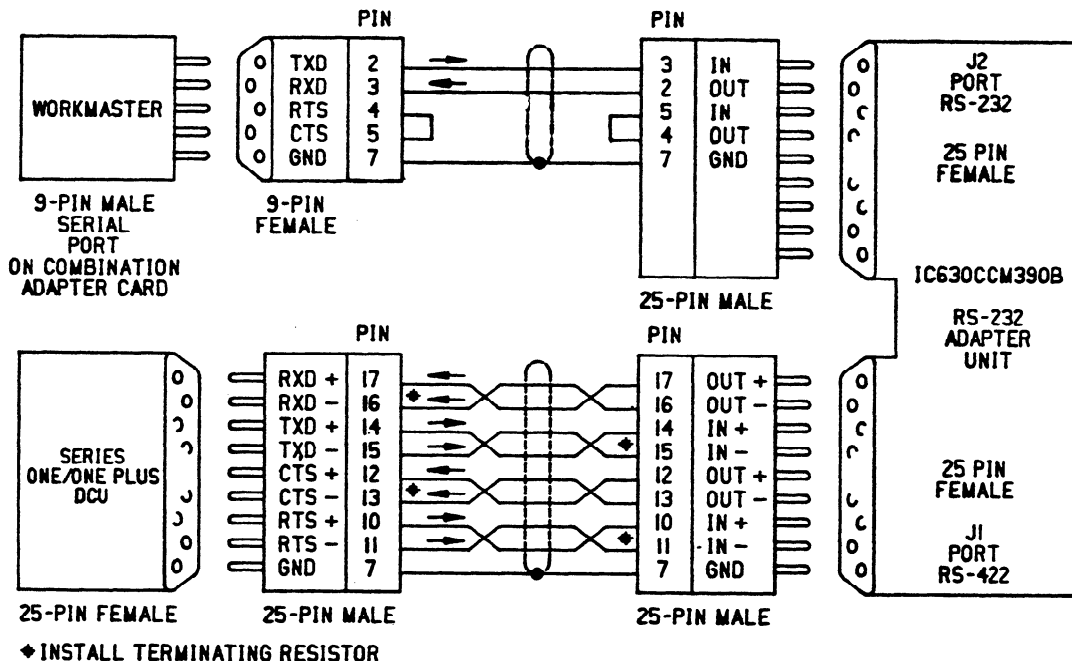 PIN
PIN
WORKMASTER
9-PIN MALE
SERIAL
PORT
ON COMBINATION
ADAPTER CARD
TXD 2
RXD 3
RTS 4
CTS 5
GND 7
9-PIN
FEMALE
3 IN
2 OUT
5 IN
4 OUT
7 GND
25-PIN MALE
J2
PORT
RS-232
25 PIN
FEMALE
IC630CCM390B
RS-232
ADAPTER
UNIT
PIN
PIN
SERIES
ONE/ONE PLUS
DCU
25-PIN FEMALE
RXD + 17
RXD - 16
TXD + 14
TXD - 15
CTS + 12
CTS - 13
RTS + 10
RTS - 11
GND 7
25-PIN MALE
17 OUT +
16 OUT -
14 IN +
15 IN -
12 OUT +
13 OUT -
10 IN +
11 IN -
7 GND
25-PIN MALE
25 PIN
FEMALE
J1
PORT
RS-422
INSTALL TERMINATING RESISTOR